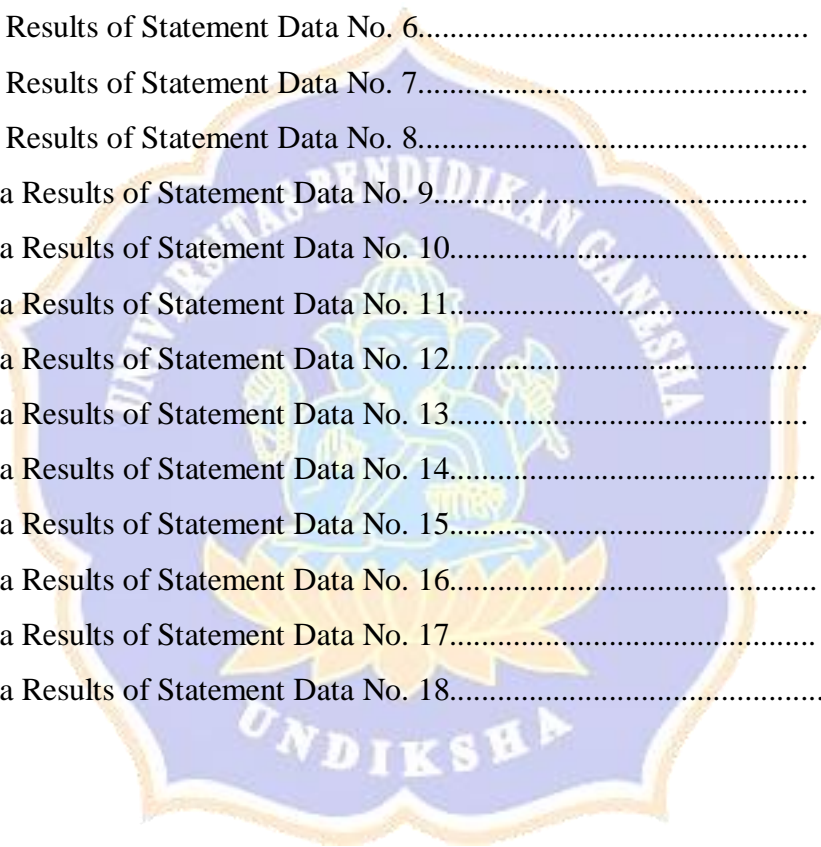 Results of Statement Data No. 6..................................................
Results of Statement Data No. 7..................................................
Results of Statement Data No. 8..................................................
a Results of Statement Data No. 9................................................
a Results of Statement Data No. 10..............................................
a Results of Statement Data No. 11..............................................
a Results of Statement Data No. 12..............................................
a Results of Statement Data No. 13..............................................
a Results of Statement Data No. 14...............................................
a Results of Statement Data No. 15...............................................
a Results of Statement Data No. 16...............................................
a Results of Statement Data No. 17...............................................
a Results of Statement Data No. 18................................................
UNIVERSITAS PENDIDIKAN GANESHA
UNDIKSHA